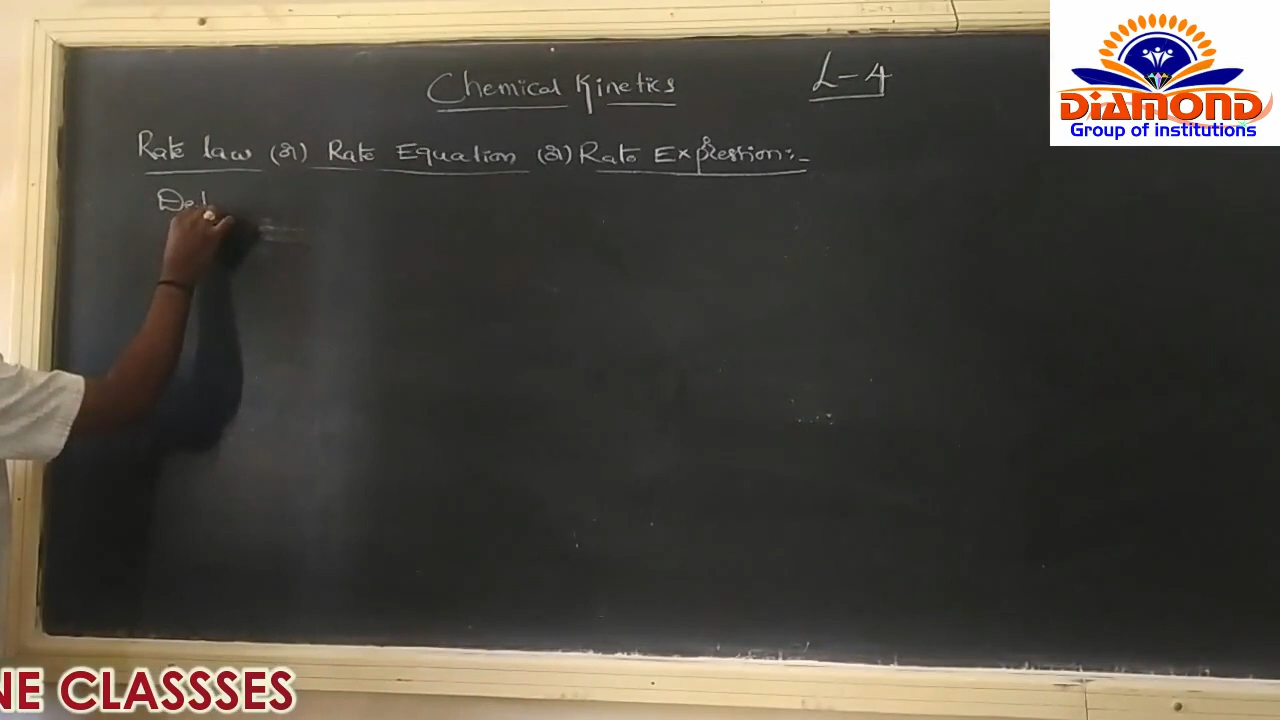 Chemical Kinetics
L-4
Rate law (or) Rate Equation (or) Rate Expression:-
De
DIAMOND
Group of institutions
NE CLASSSES